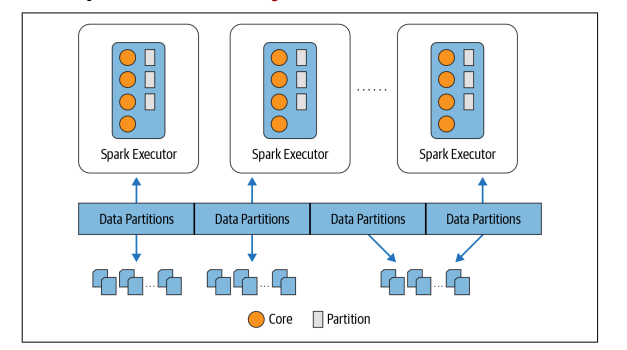 Spark Executor
Spark Executor
......
Spark Executor
Data Partitions
Data Partitions
Data Partitions
Data Partitions
...
...
...
Core
Partition